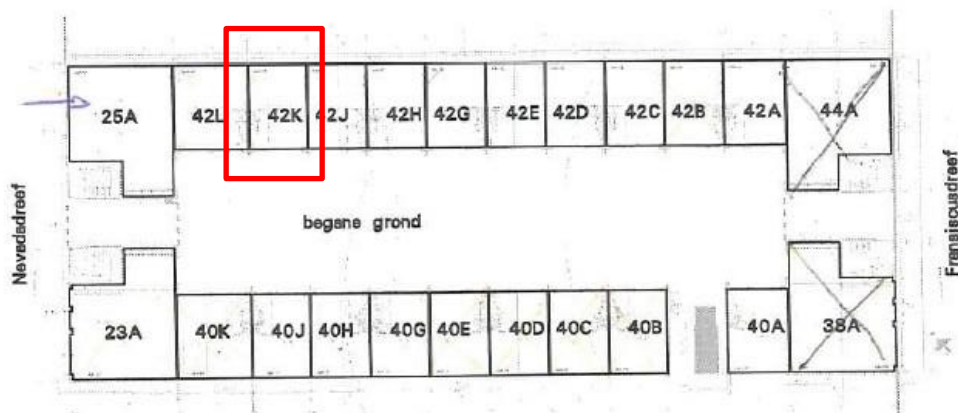 25A 42L 42K 42J 42H 42G 42E 42D 42C 42B 42A 44A
Nevadadreef
begane grond
Fransiscusdreef
23A 40K 40J 40H 40G 40E 40D 40C 40B 40A 38A